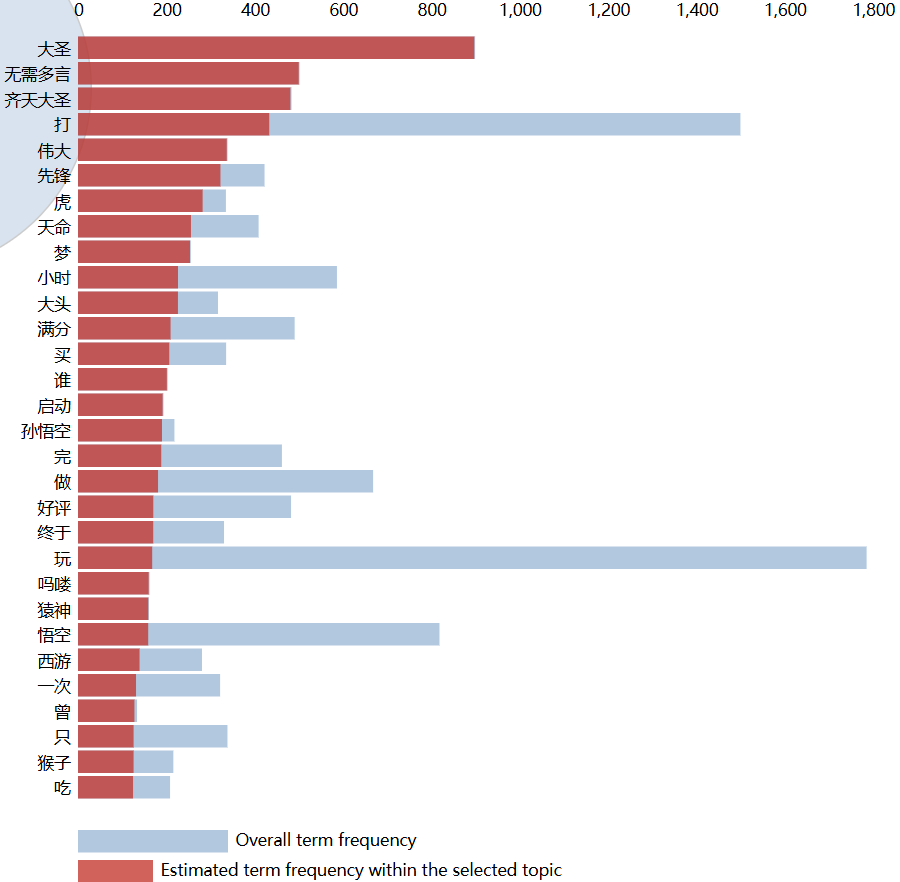 0 200 400 600 800 1,000 1,200 1,400 1,600 1,800
大圣
无需多言
齐天大圣
打
伟大
先锋
虎
天命
梦
小时
大头
满分
买
谁
启动
孙悟空
完
做
好评
终于
玩
吗喽
猿神
悟空
西游
一次
曾
只
猴子
吃
Overall term frequency
Estimated term frequency within the selected topic